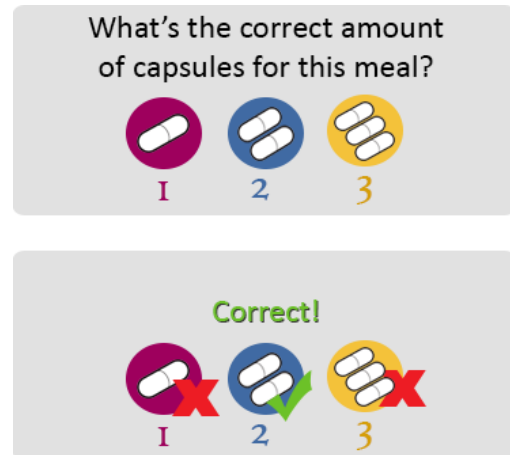 What's the correct amount
of capsules for this meal?
1 2 3
Correct!
1 2 3